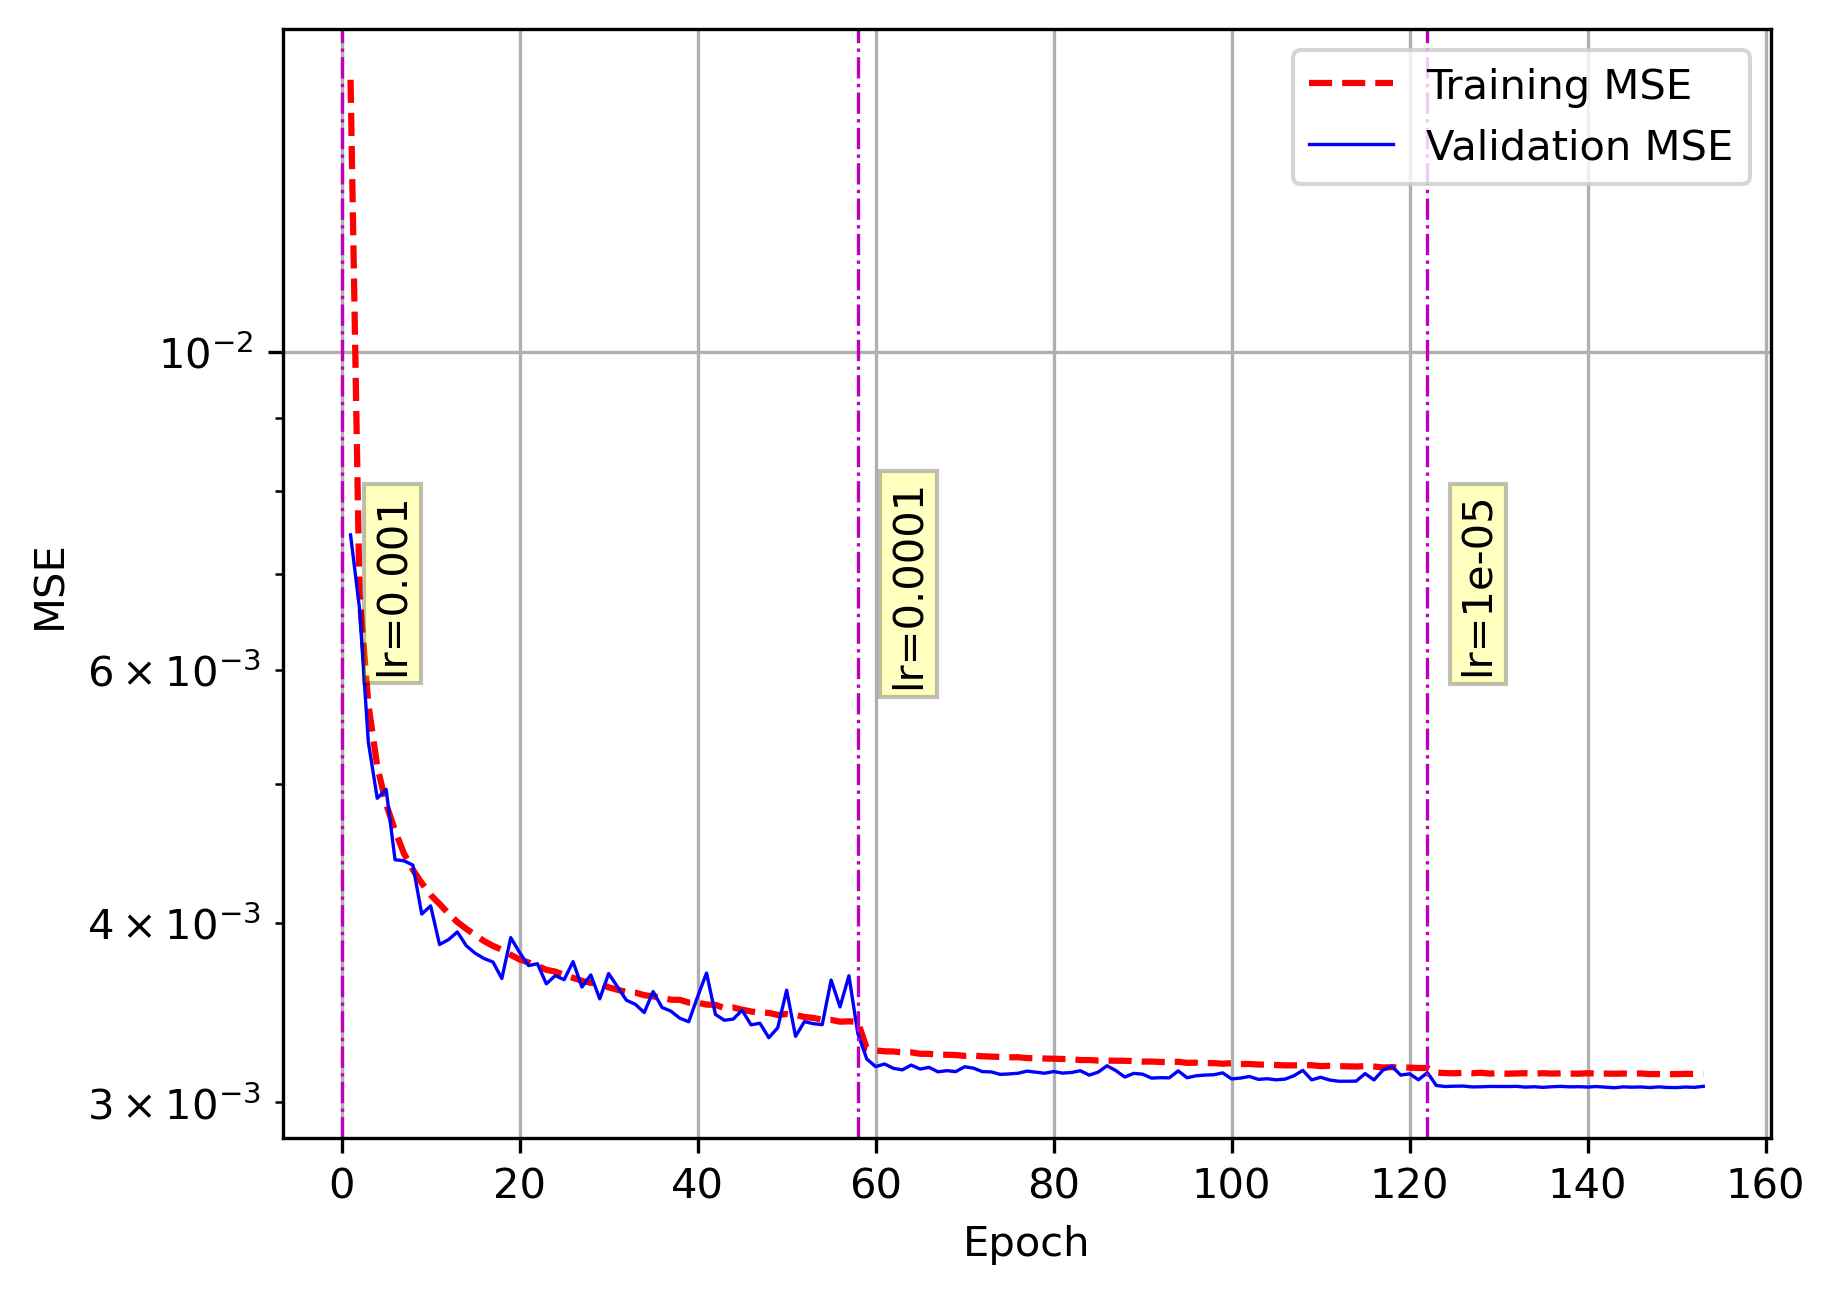 Training MSE
Validation MSE
10⁻²
6×10⁻³
4×10⁻³
3×10⁻³
MSE
lr=0.001
lr=0.0001
lr=1e-05
0 20 40 60 80 100 120 140 160
Epoch